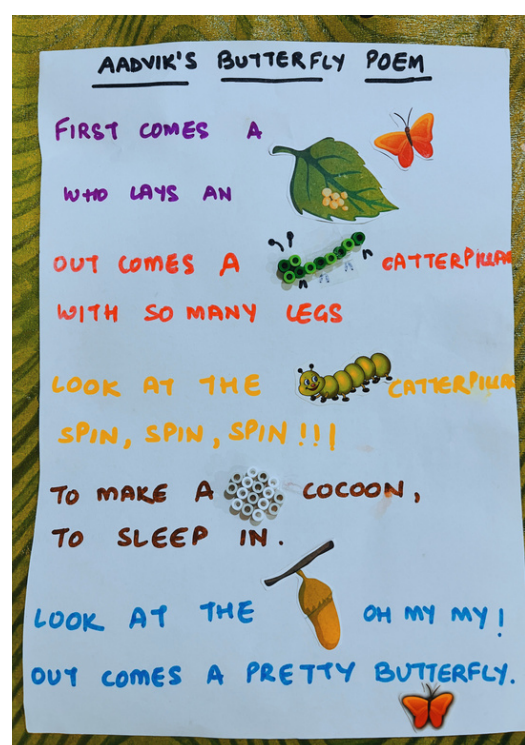 AADVIK'S BUTTERFLY POEM
FIRST COMES A
WHO LAYS AN
OUT COMES A CATTERPILLAR
WITH SO MANY LEGS
LOOK AT THE CATTERPILLAR
SPIN, SPIN, SPIN!!!
TO MAKE A COCOON,
TO SLEEP IN.
LOOK AT THE OH MY MY!
OUT COMES A PRETTY BUTTERFLY.